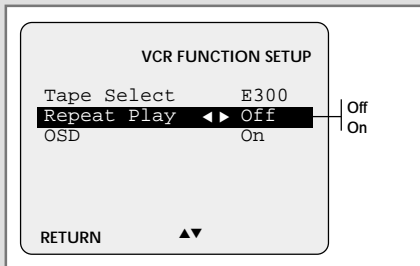 VCR FUNCTION SETUP
Tape Select E300
Repeat Play ◄► Off
OSD On
RETURN ▲▼
Off
On